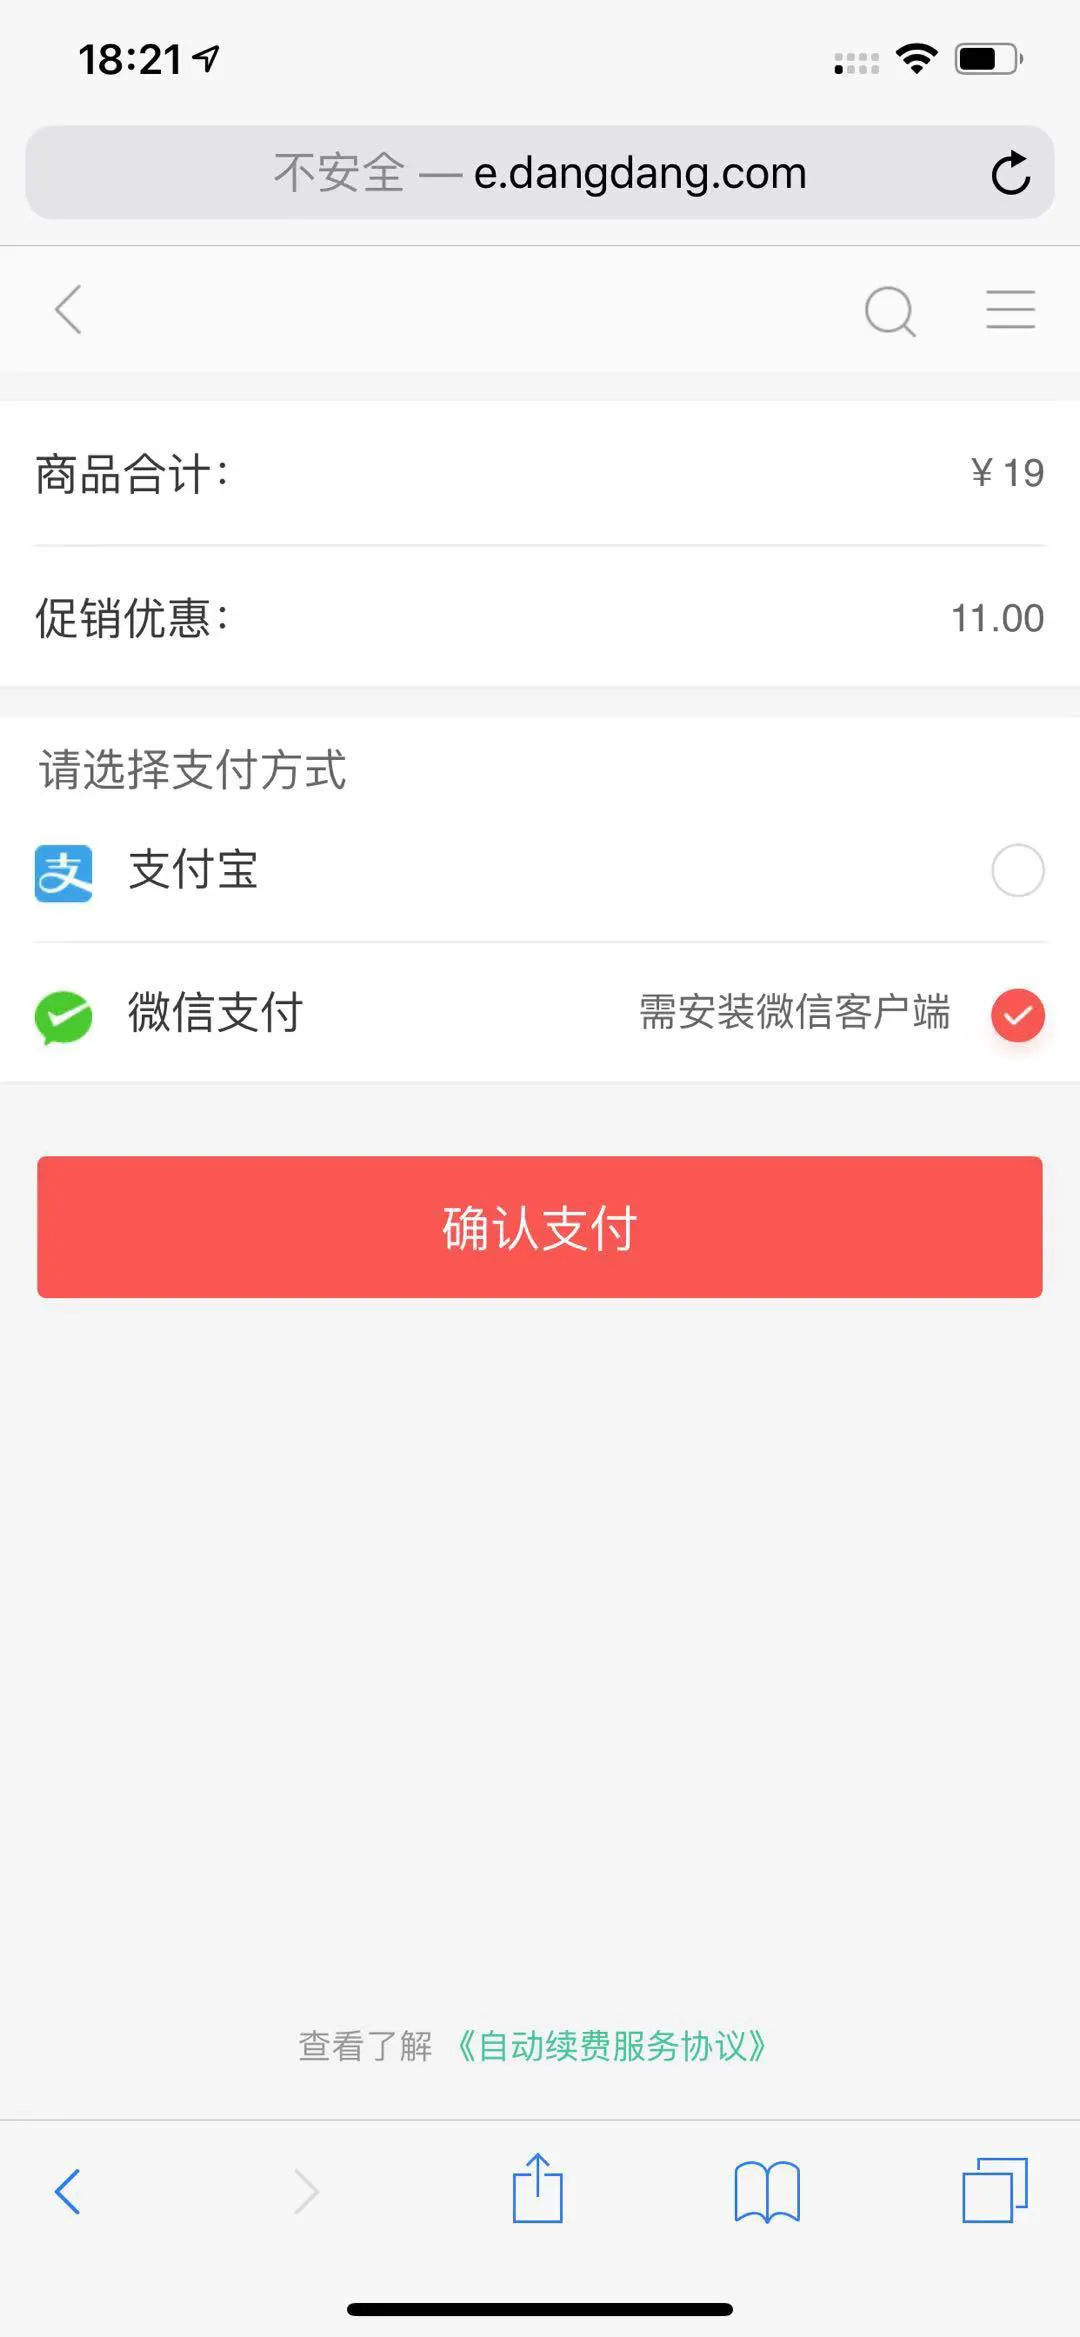 18:21
不安全 — e.dangdang.com
商品合计： ¥ 19
促销优惠： 11.00
请选择支付方式
支 支付宝
微信支付 需安装微信客户端
确认支付
查看了解 《自动续费服务协议》